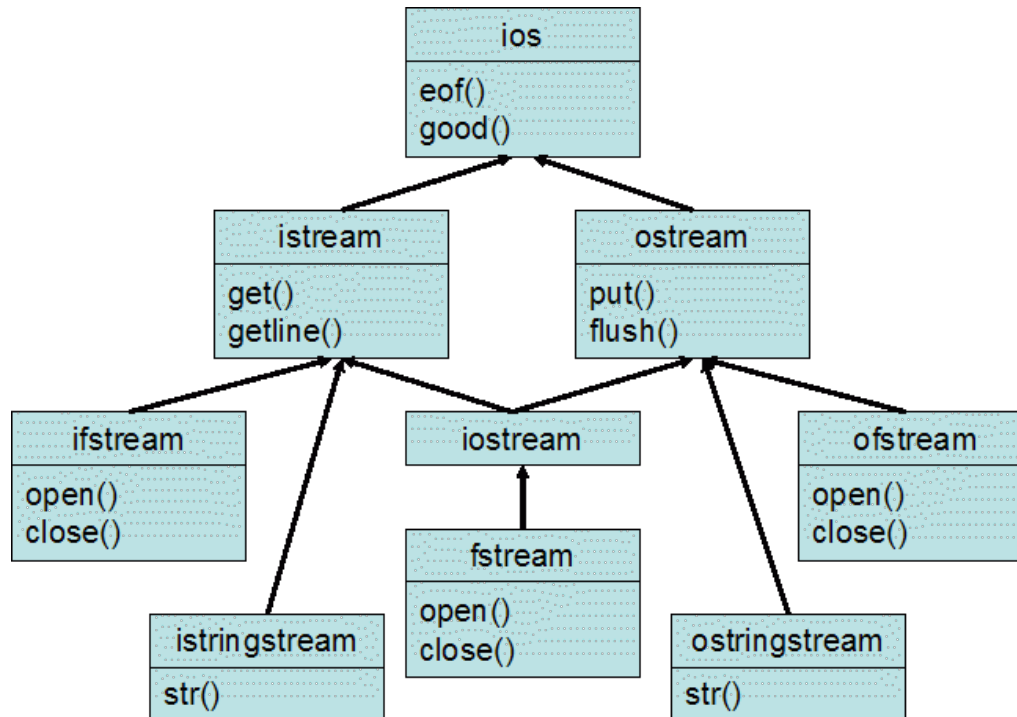 ios
eof()
good()
istream
get()
getline()
ostream
put()
flush()
ifstream
open()
close()
iostream
ofstream
open()
close()
fstream
open()
close()
istringstream
str()
ostringstream
str()